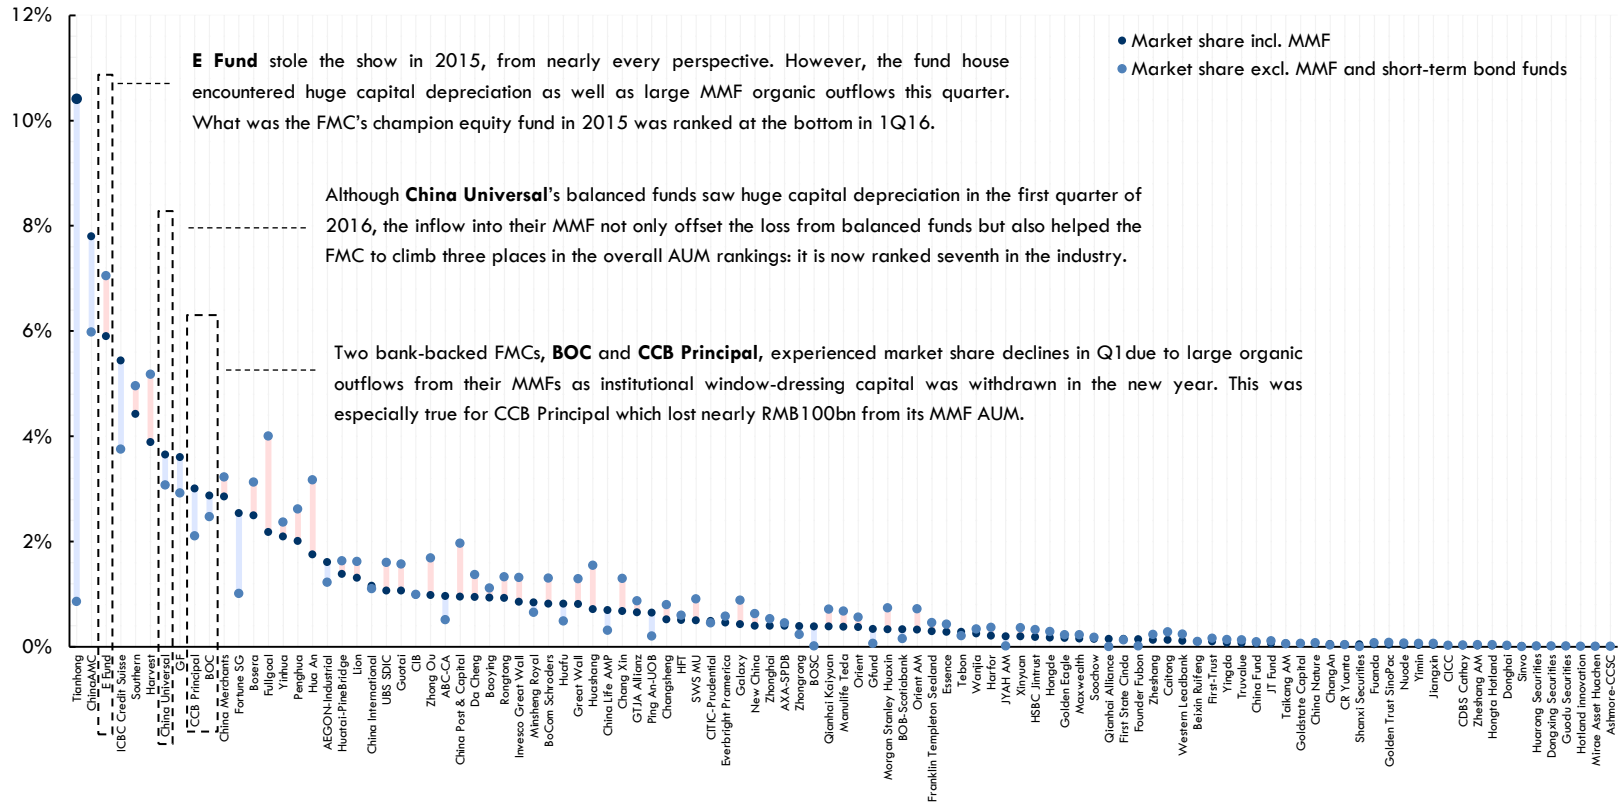 12%
10%
8%
6%
4%
2%
0%
Market share incl. MMF
Market share excl. MMF and short-term bond funds
E Fund stole the show in 2015, from nearly every perspective. However, the fund house
encountered huge capital depreciation as well as large MMF organic outflows this quarter.
What was the FMC's champion equity fund in 2015 was ranked at the bottom in 1Q16.
Although China Universal's balanced funds saw huge capital depreciation in the first quarter of
2016, the inflow into their MMF not only offset the loss from balanced funds but also helped the
FMC to climb three places in the overall AUM rankings: it is now ranked seventh in the industry.
Two bank-backed FMCs, BOC and CCB Principal, experienced market share declines in Q1due to large organic
outflows from their MMFs as institutional window-dressing capital was withdrawn in the new year. This was
especially true for CCB Principal which lost nearly RMB100bn from its MMF AUM.
Tianhong
ChinaAMC
E Fund
ICBC Credit Suisse
Southern
Harvest
China Universal
GF
CCB Principal
BOC
China Merchants
Fortune SG
Bosera
Fullgoal
Yinhua
Penghua
Hua An
AEGON-Industrial
Huatai-PineBridge
Lion
China International
UBS SDIC
Guotai
CIB
Zhong Ou
ABC-CA
China Post & Capital
Da Cheng
Baoying
Rongtong
Invesco Great Wall
Minsheng Royal
BoCom Schroders
Huafu
Great Wall
Huashang
China Life AMP
Chang Xin
GTJA Allianz
Ping An-UOB
Changsheng
HFT
SWS MU
CITIC-Prudential
Everbright Pramerica
Galaxy
New China
Zhonghai
AXA-SPDB
Zhongrong
BOSC
Qianhai Kaiyuan
Manulife Teda
Orient
Gfund
Morgan Stanley Huaxin
BOB-Scotiabank
Orient AM
Franklin Templeton Sealand
Essence
Tebon
Wanjia
Harfor
JYAH AM
Xinyuan
HSBC Jintrust
Hongde
Golden Eagle
Maxwealth
Soochow
Qianhai Alliance
First State Cinda
Founder Fubon
Zheshang
Caitong
Western Leadbank
Beixin Ruifeng
First-Trust
Yingda
Truvalue
China Fund
JT Fund
Taikang AM
Goldstate Capitral
China Nature
Chang An
CR Yuanta
Shanxi Securities
Fuanda
Golden Trust SinoPac
Nuode
Yimin
Jiangxin
CICC
CDBS Cathay
Zheshang AM
Hongta Hotland
Donghai
Sinvo
Huarong Securities
Dongxing Securities
Guodu Securities
Hotland Innovation
Mirae Asset Huachen
Ashmore-CCSC